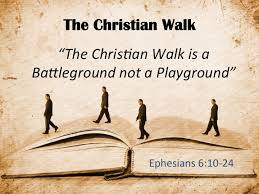 The Christian Walk
“The Christian Walk is a
Battleground not a Playground”
Ephesians 6:10-24